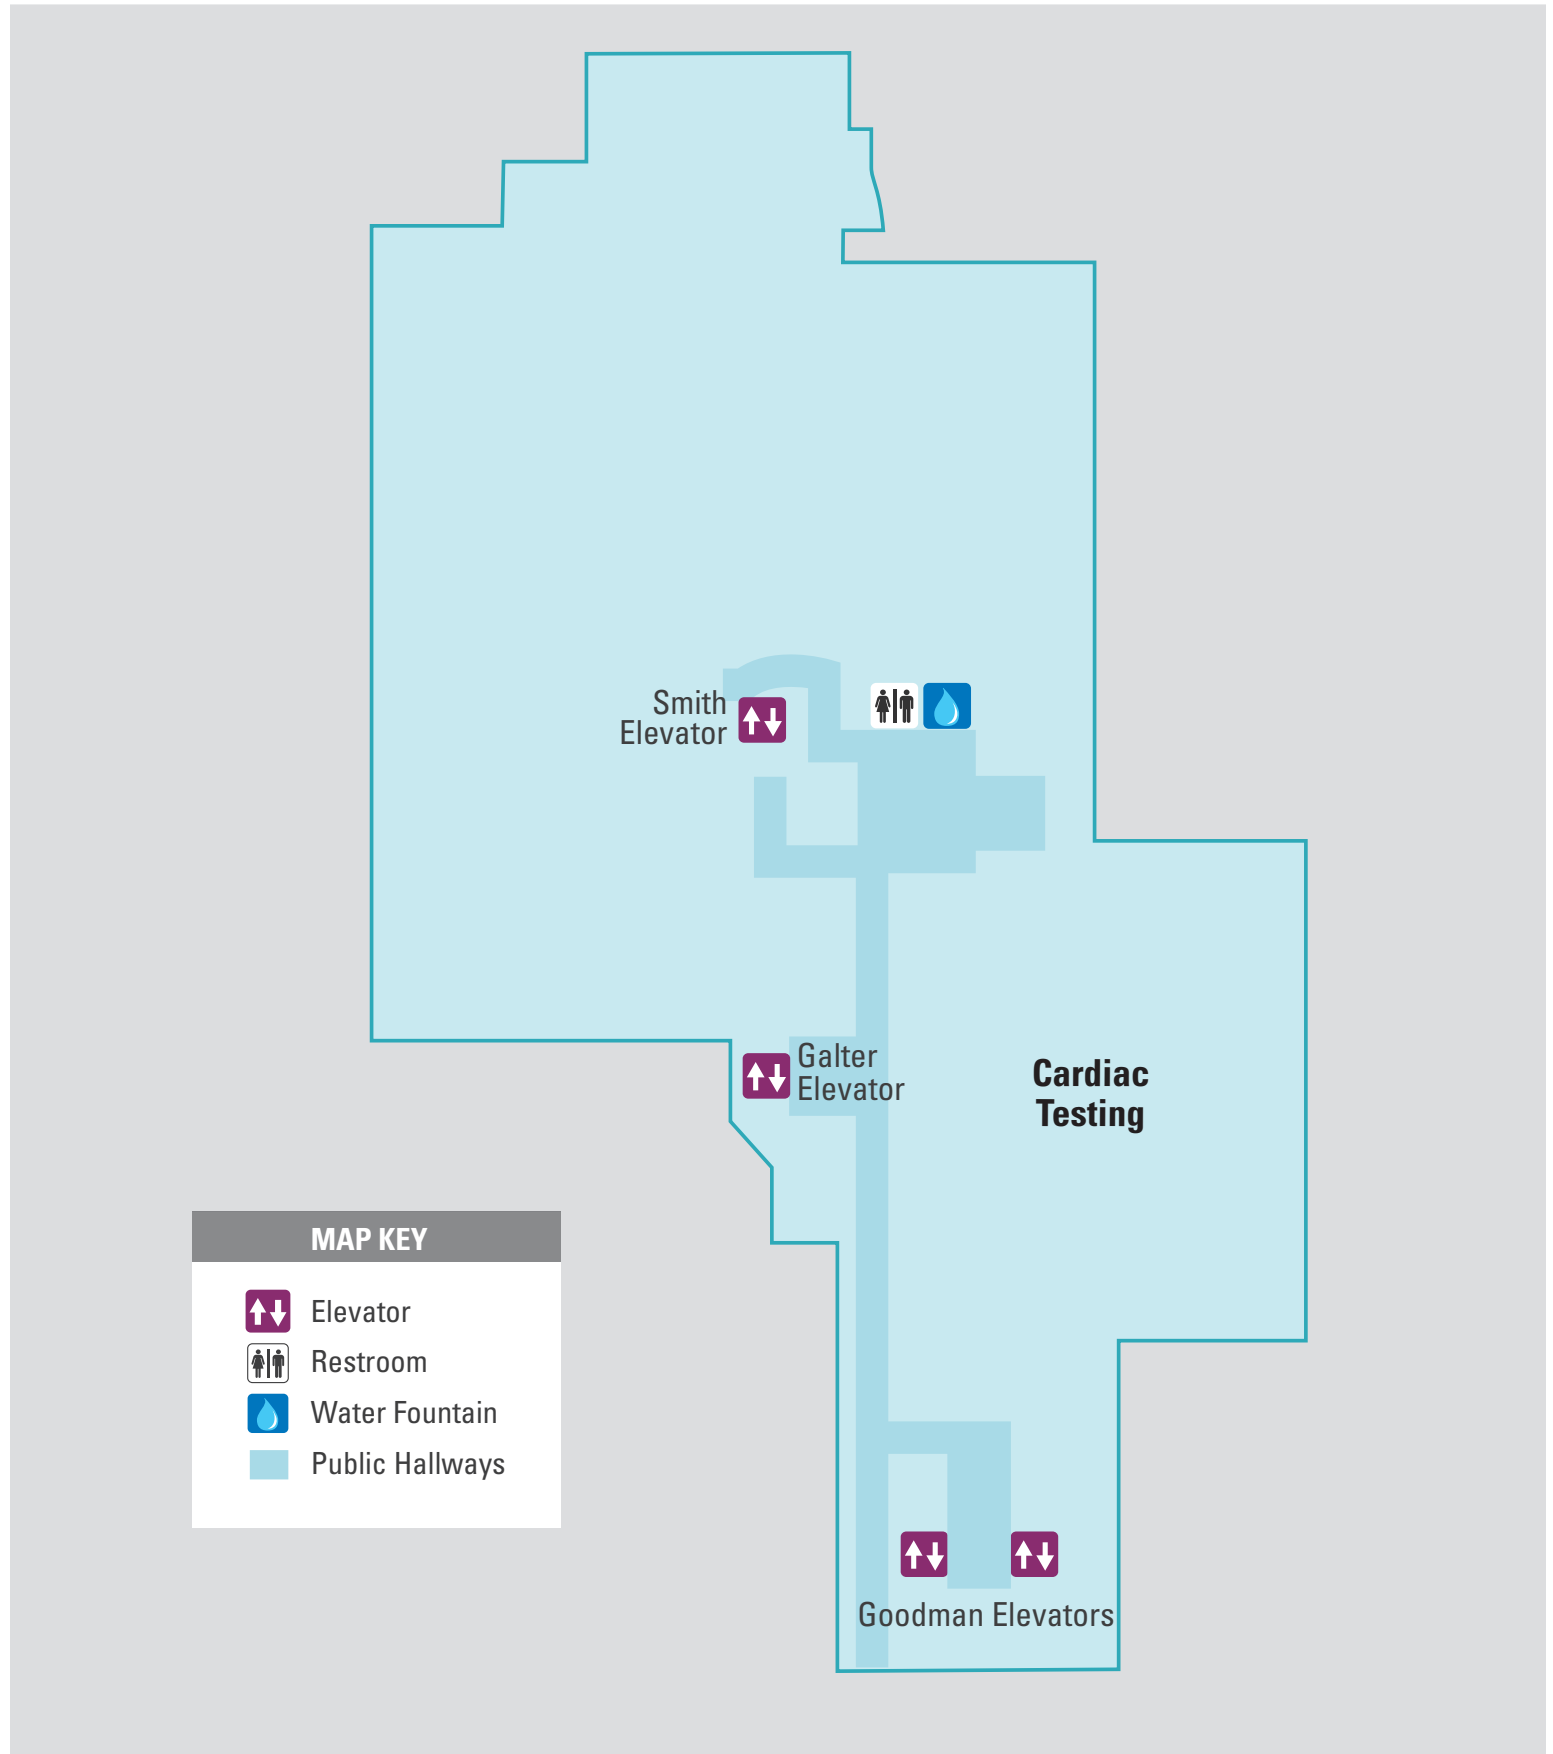 Smith
Elevator
Galter
Elevator
Cardiac
Testing
MAP KEY
Elevator
Restroom
Water Fountain
Public Hallways
Goodman Elevators